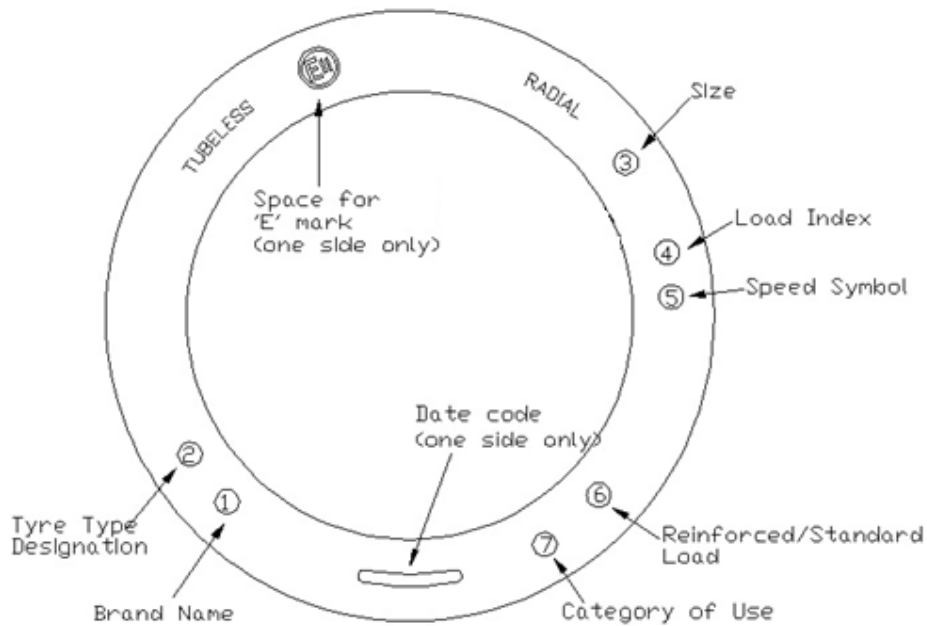 E11
RADIAL
TUBELESS
Size
3
Space for
'E' mark
(one side only)
Load Index
4
5
Speed Symbol
Date code
(one side only)
2
1
6
Tyre Type
Designation
Reinforced/Standard
Load
7
Brand Name
Category of Use